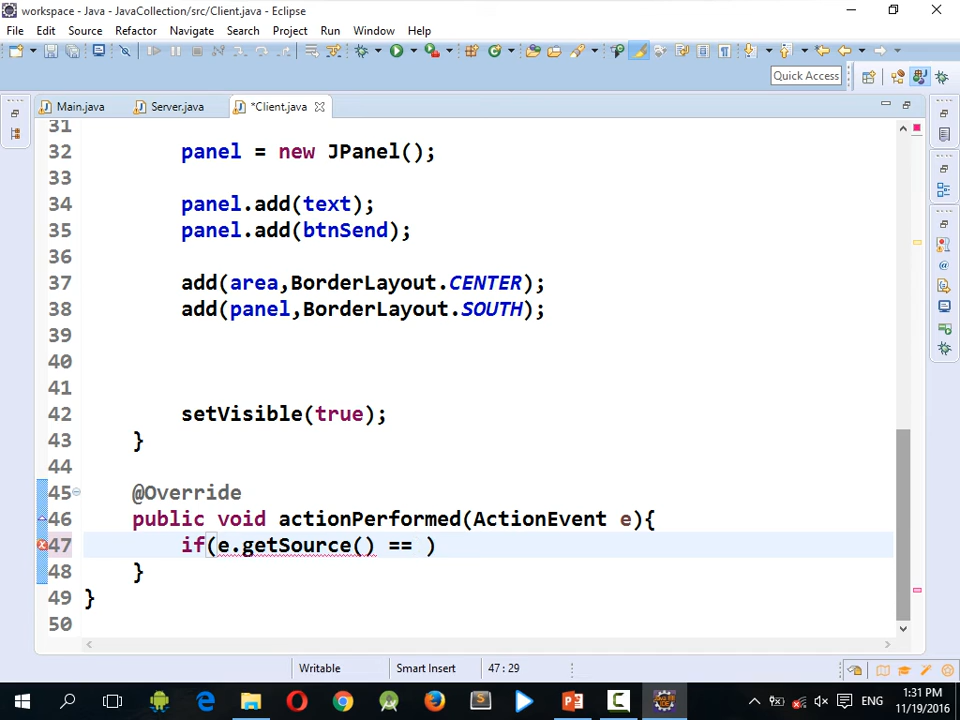 workspace - Java - JavaCollection/src/Client.java - Eclipse
File Edit Source Refactor Navigate Search Project Run Window Help
Quick Access
Main.java Server.java *Client.java
31
32 panel = new JPanel();
33
34 panel.add(text);
35 panel.add(btnSend);
36
37 add(area,BorderLayout.CENTER);
38 add(panel,BorderLayout.SOUTH);
39
40
41
42 setVisible(true);
43 }
44
45 @Override
46 public void actionPerformed(ActionEvent e){
47 if(e.getSource() == )
48 }
49 }
50
Writable Smart Insert 47 : 29
ENG 1:31 PM
11/19/2016